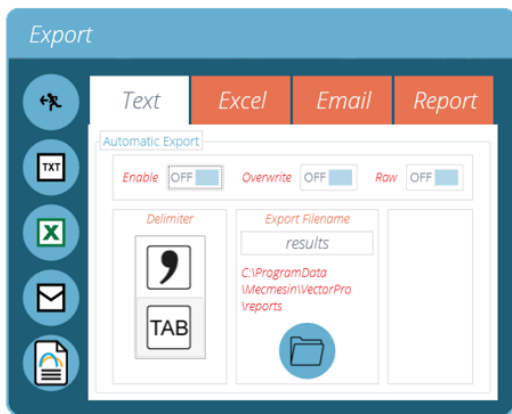 Export
Text Excel Email Report
TXT
X
Automatic Export
Enable OFF Overwrite OFF Raw OFF
Delimiter
,
TAB
Export Filename
results
C:\ProgramData
\Mecmesin\VectorPro
\reports